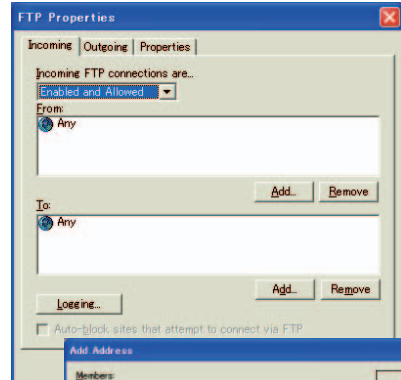 FTP Properties
Incoming Outgoing Properties
Incoming FTP connections are...
Enabled and Allowed
From:
Any
Add... Remove
To:
Any
Add... Remove
Logging...
Auto-block sites that attempt to connect via FTP
Add Address
Members: